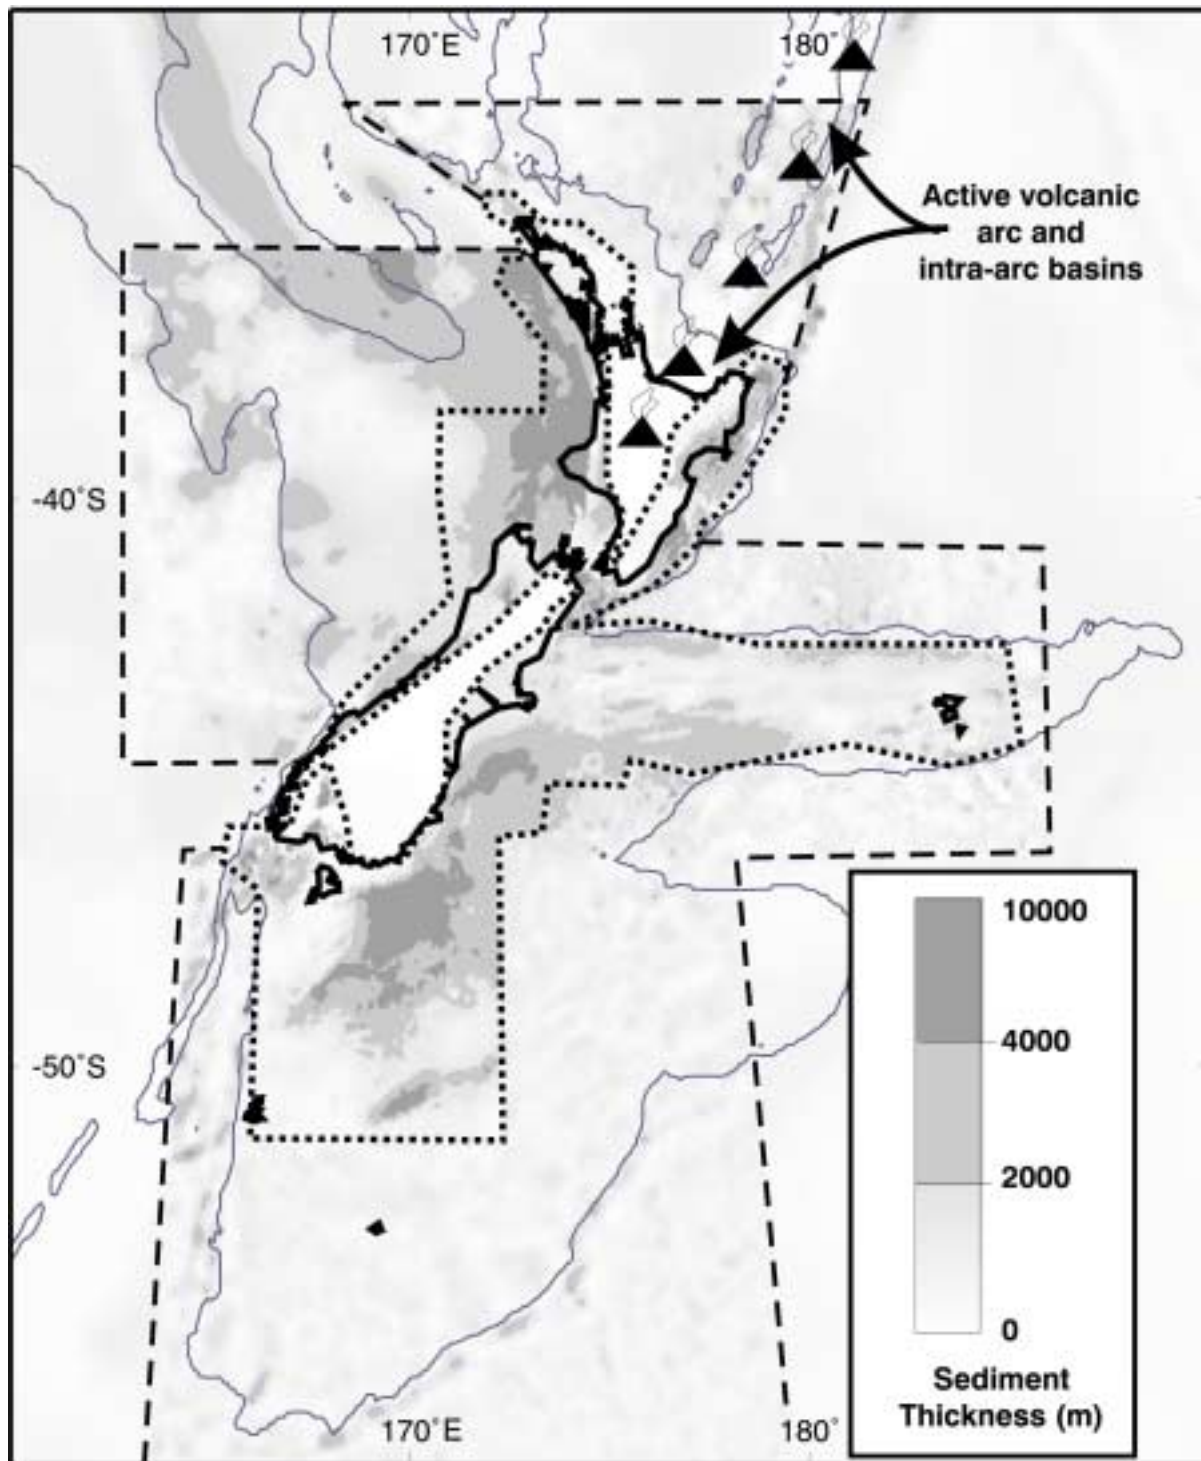 170˚E
180˚
Active volcanic
arc and
intra-arc basins
-40˚S
-50˚S
10000
4000
2000
0
Sediment
Thickness (m)
170˚E
180˚